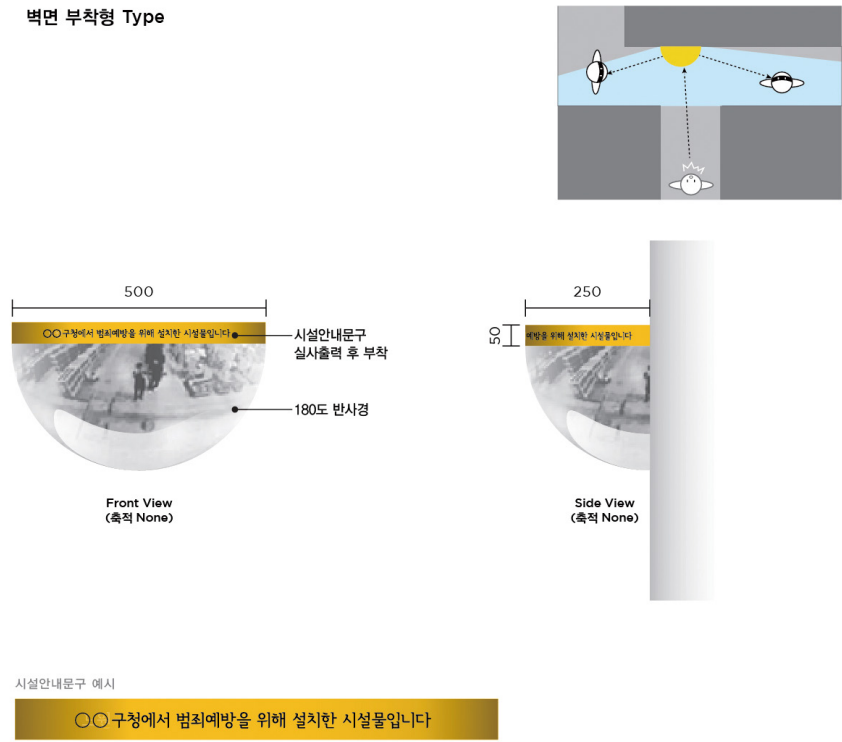 벽면 부착형 Type
500
○○구청에서 범죄예방을 위해 설치한 시설물입니다
시설안내문구
실사출력 후 부착
180도 반사경
Front View
(축적 None)
250
50
예방을 위해 설치한 시설물입니다
Side View
(축적 None)
시설안내문구 예시
○○구청에서 범죄예방을 위해 설치한 시설물입니다